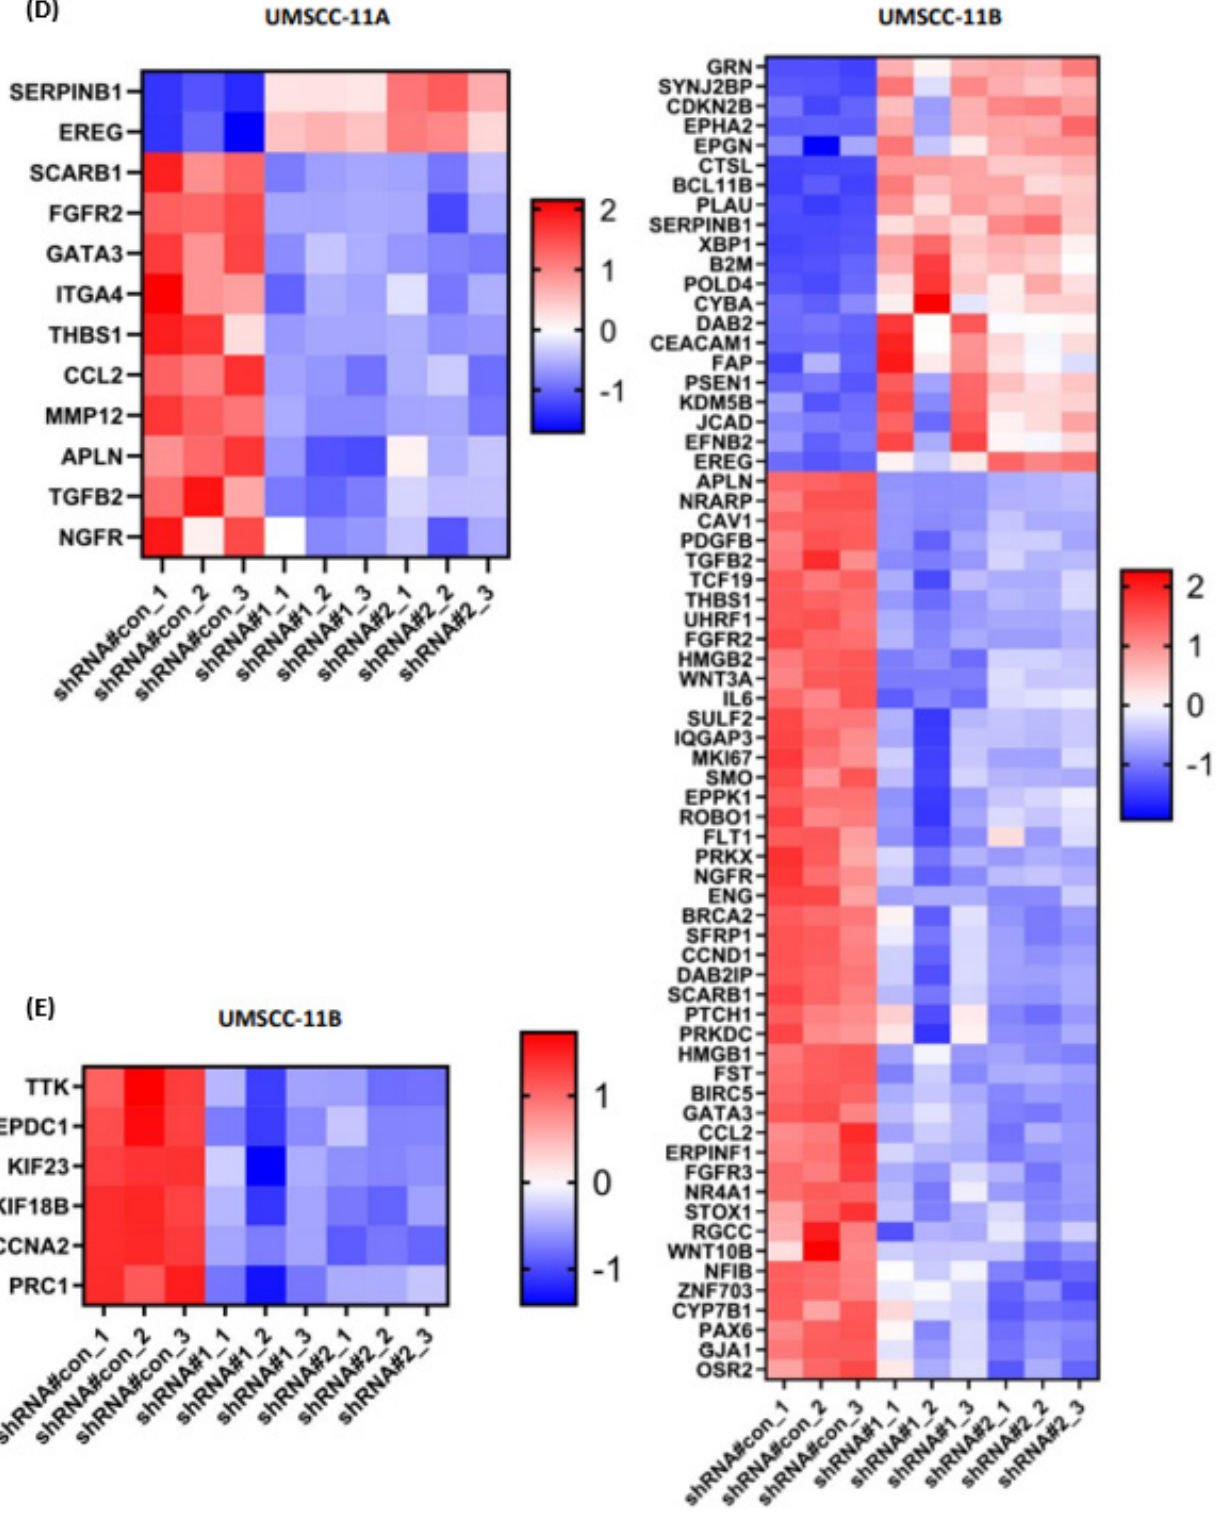 (D)
UMSCC-11A
SERPINB1
EREG
SCARB1
FGFR2
GATA3
ITGA4
THBS1
CCL2
MMP12
APLN
TGFB2
NGFR
shRNA#con_1
shRNA#con_2
shRNA#con_3
shRNA#1_1
shRNA#1_2
shRNA#1_3
shRNA#2_1
shRNA#2_2
shRNA#2_3
2
1
0
-1
UMSCC-11B
GRN
SYNJ2BP
CDKN2B
EPHA2
EPGN
CTSL
BCL11B
PLAU
SERPINB1
XBP1
B2M
POLD4
CYBA
DAB2
CEACAM1
FAP
PSEN1
KDM5B
JCAD
EFNB2
EREG
APLN
NRARP
CAV1
PDGFB
TGFB2
TCF19
THBS1
UHRF1
FGFR2
HMGB2
WNT3A
IL6
SULF2
IQGAP3
MKI67
SMO
EPPK1
ROBO1
FLT1
PRKX
NGFR
ENG
BRCA2
SFRP1
CCND1
DAB2IP
SCARB1
PTCH1
PRKDC
HMGB1
FST
BIRC5
GATA3
CCL2
ERPINF1
FGFR3
NR4A1
STOX1
RGCC
WNT10B
NFIB
ZNF703
CYP7B1
PAX6
GJA1
OSR2
shRNA#con_1
shRNA#con_2
shRNA#con_3
shRNA#1_1
shRNA#1_2
shRNA#1_3
shRNA#2_1
shRNA#2_2
shRNA#2_3
2
1
0
-1
(E)
UMSCC-11B
TTK
EPDC1
KIF23
KIF18B
CCNA2
PRC1
shRNA#con_1
shRNA#con_2
shRNA#con_3
shRNA#1_1
shRNA#1_2
shRNA#1_3
shRNA#2_1
shRNA#2_2
shRNA#2_3
1
0
-1